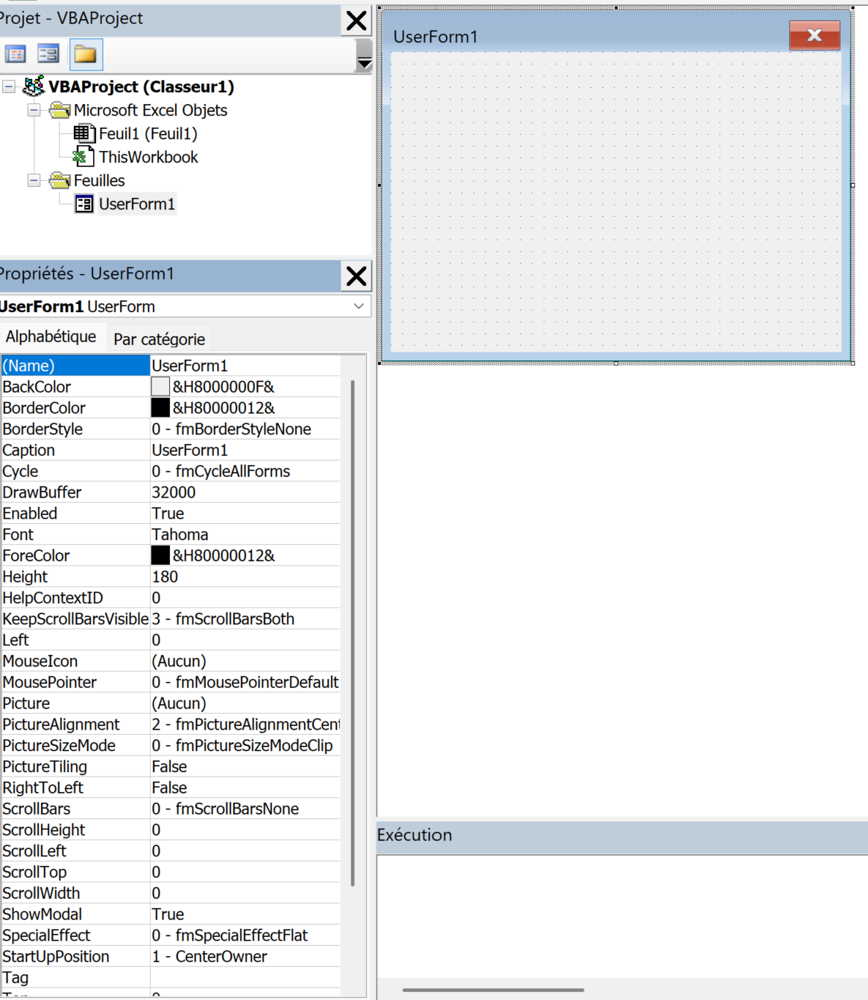 Projet - VBAProject
VBAProject (Classeur1)
Microsoft Excel Objets
Feuil1 (Feuil1)
ThisWorkbook
Feuilles
UserForm1
Propriétés - UserForm1
UserForm1 UserForm
Alphabétique Par catégorie
(Name) UserForm1
BackColor &H8000000F&
BorderColor &H80000012&
BorderStyle 0 - fmBorderStyleNone
Caption UserForm1
Cycle 0 - fmCycleAllForms
DrawBuffer 32000
Enabled True
Font Tahoma
ForeColor &H80000012&
Height 180
HelpContextID 0
KeepScrollBarsVisible 3 - fmScrollBarsBoth
Left 0
MouseIcon (Aucun)
MousePointer 0 - fmMousePointerDefault
Picture (Aucun)
PictureAlignment 2 - fmPictureAlignmentCent
PictureSizeMode 0 - fmPictureSizeModeClip
PictureTiling False
RightToLeft False
ScrollBars 0 - fmScrollBarsNone
ScrollHeight 0
ScrollLeft 0
ScrollTop 0
ScrollWidth 0
ShowModal True
SpecialEffect 0 - fmSpecialEffectFlat
StartUpPosition 1 - CenterOwner
Tag
UserForm1
Exécution